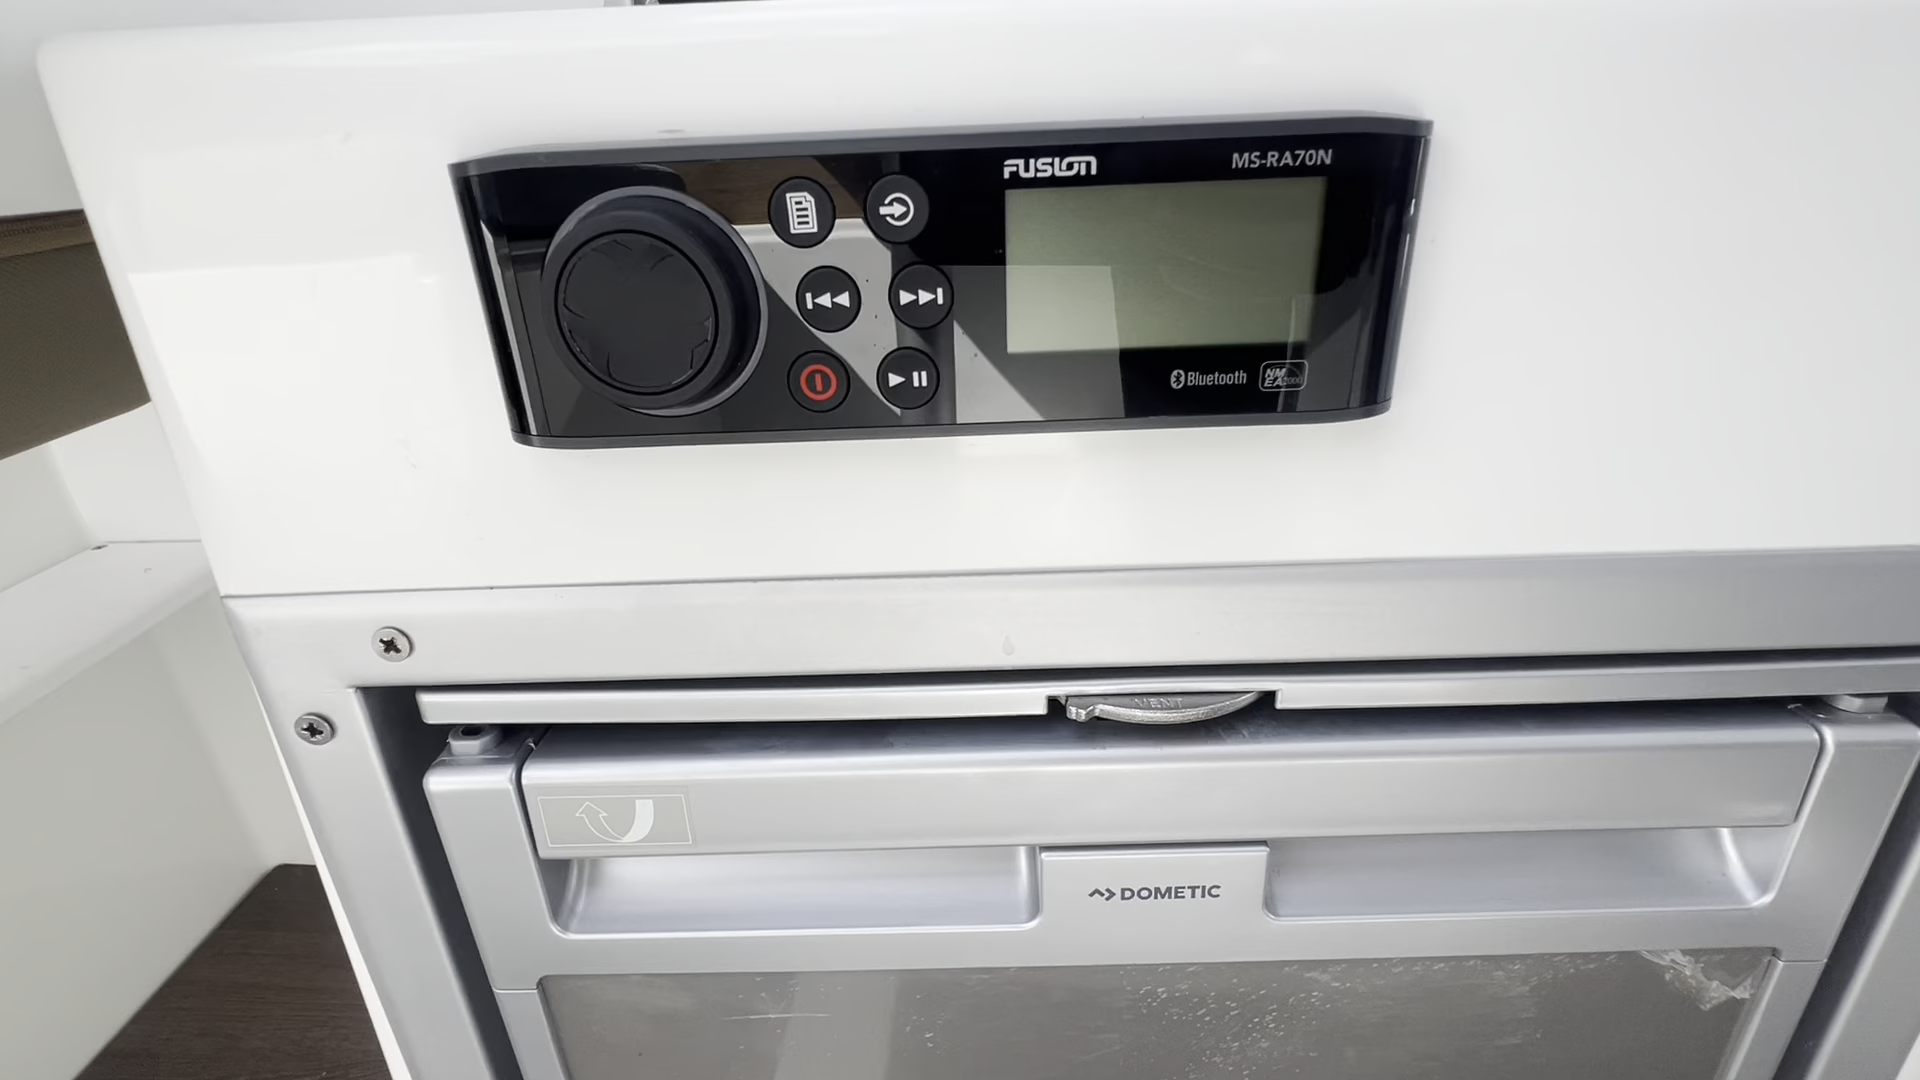 FUSION
MS-RA70N
Bluetooth
NMEA 2000
VENT
DOMETIC